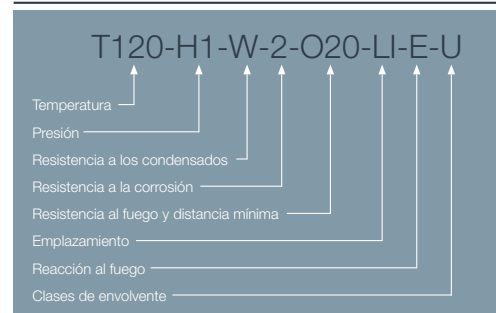 T120-H1-W-2-O20-LI-E-U
Temperatura
Presión
Resistencia a los condensados
Resistencia a la corrosión
Resistencia al fuego y distancia mínima
Emplazamiento
Reacción al fuego
Clases de envolvente